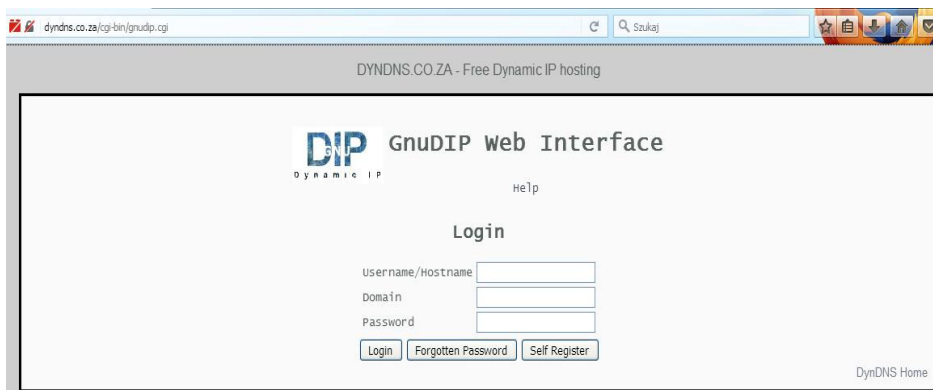 dyndns.co.za/cgi-bin/gnudip.cgi
Szukaj
DYNDNS.CO.ZA - Free Dynamic IP hosting
DIP
GNU
Dynamic IP
GnuDIP Web Interface
Help
Login
Username/Hostname
Domain
Password
Login Forgotten Password Self Register
DynDNS Home